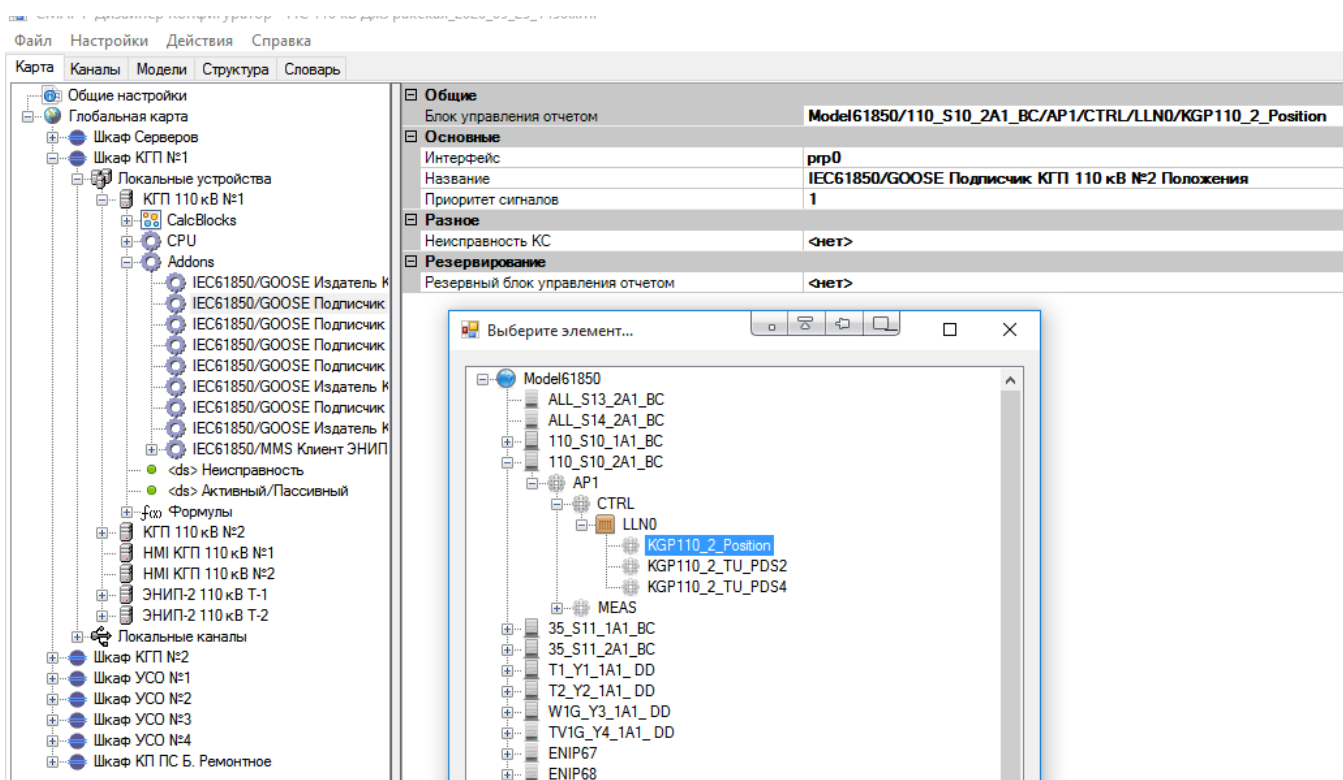 Файл Настройки Действия Справка
Карта Каналы Модели Структура Словарь
Общие настройки
Глобальная карта
Шкаф Серверов
Шкаф КГП №1
Локальные устройства
КГП 110 кВ №1
CalcBlocks
CPU
Addons
IEC61850/GOOSE Издатель К
IEC61850/GOOSE Подписчик
IEC61850/GOOSE Подписчик
IEC61850/GOOSE Подписчик
IEC61850/GOOSE Подписчик
IEC61850/GOOSE Издатель К
IEC61850/GOOSE Подписчик
IEC61850/GOOSE Издатель К
IEC61850/MMS Клиент ЭНИП
<ds> Неисправность
<ds> Активный/Пассивный
f(x) Формулы
КГП 110 кВ №2
HMI КГП 110 кВ №1
HMI КГП 110 кВ №2
ЭНИП-2 110 кВ Т-1
ЭНИП-2 110 кВ Т-2
Локальные каналы
Шкаф КГП №2
Шкаф УСО №1
Шкаф УСО №2
Шкаф УСО №3
Шкаф УСО №4
Шкаф КП ПС Б. Ремонтное
Общие
Блок управления отчетом Model61850/110_S10_2A1_BC/AP1/CTRL/LLN0/KGP110_2_Position
Основные
Интерфейс prp0
Название IEC61850/GOOSE Подписчик КГП 110 кВ №2 Положения
Приоритет сигналов 1
Разное
Неисправность КС <нет>
Резервирование
Резервный блок управления отчетом <нет>
Выберите элемент...
Model61850
ALL_S13_2A1_BC
ALL_S14_2A1_BC
110_S10_1A1_BC
110_S10_2A1_BC
AP1
CTRL
LLN0
KGP110_2_Position
KGP110_2_TU_PDS2
KGP110_2_TU_PDS4
MEAS
35_S11_1A1_BC
35_S11_2A1_BC
T1_Y1_1A1_ DD
T2_Y2_1A1_ DD
W1G_Y3_1A1_ DD
TV1G_Y4_1A1_ DD
ENIP67
ENIP68